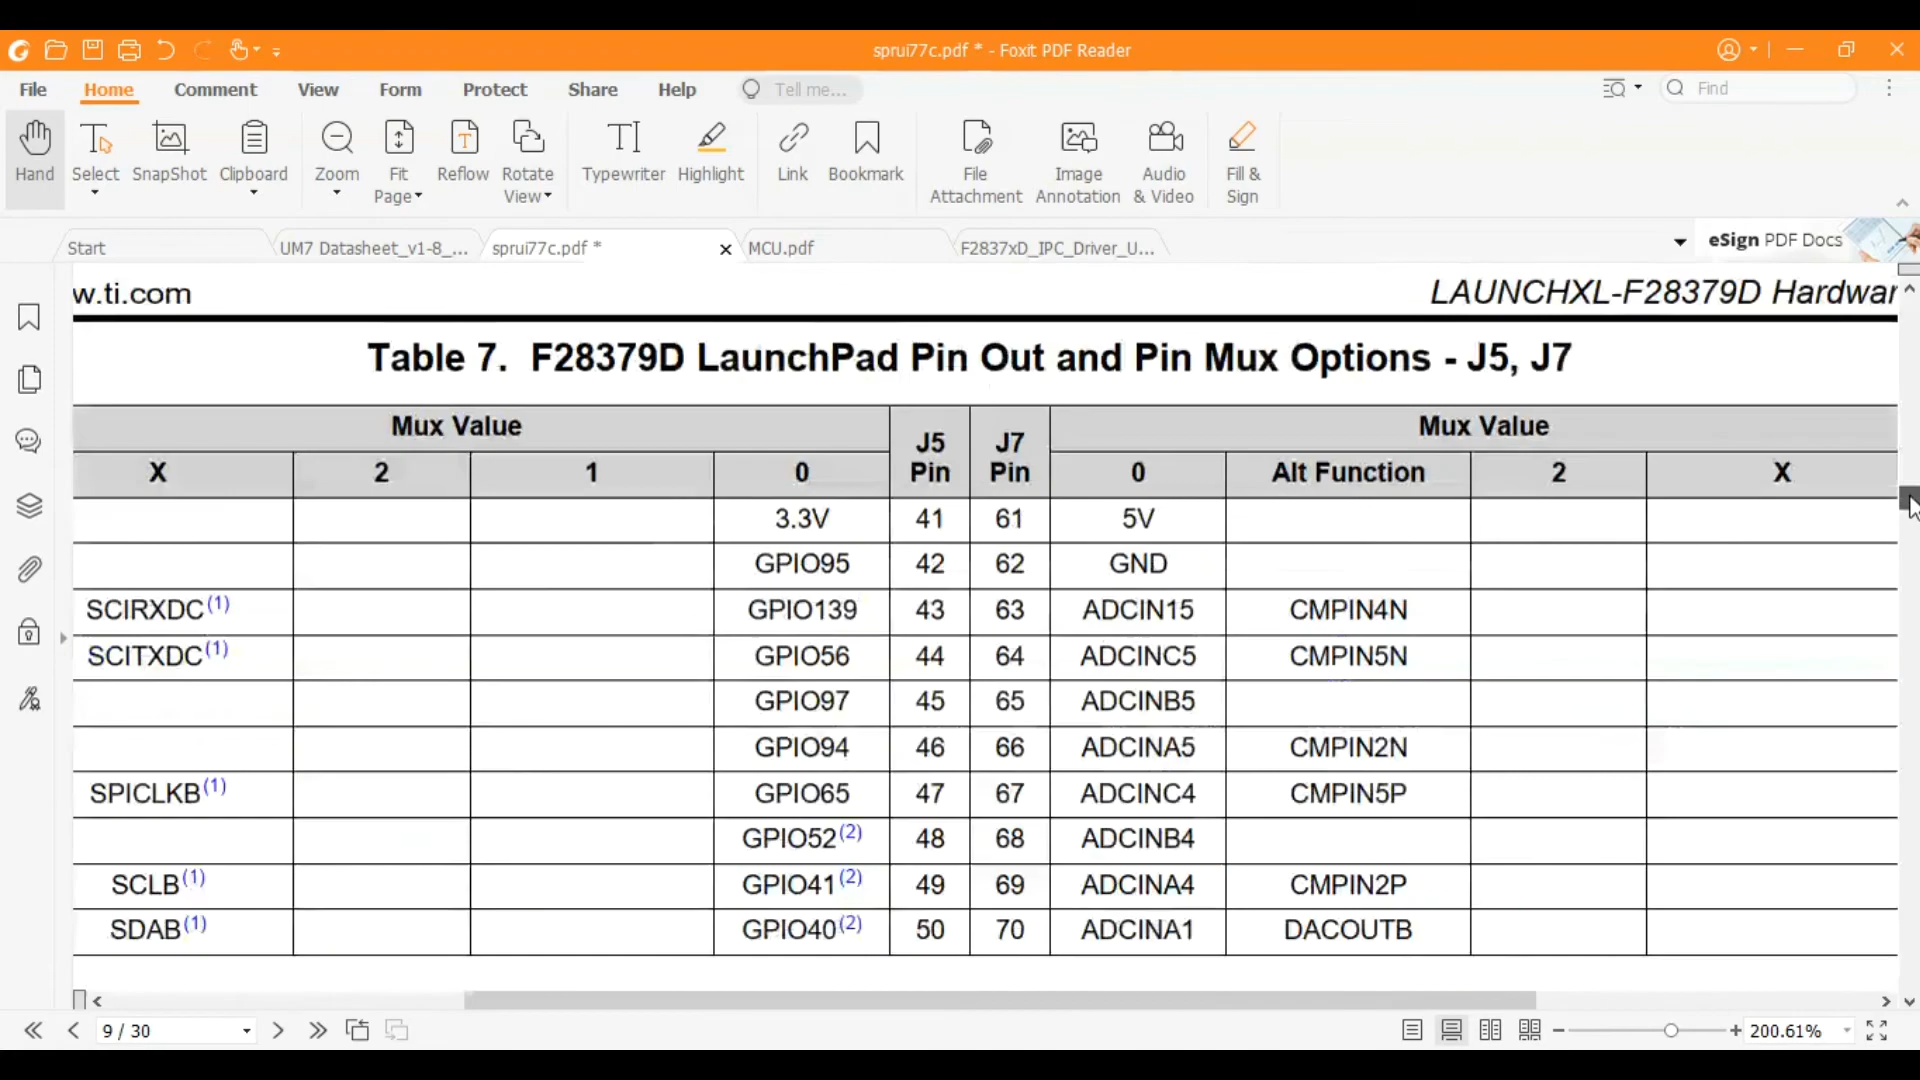 sprui77c.pdf * - Foxit PDF Reader
File Home Comment View Form Protect Share Help Tell me... Find
Hand Select SnapShot Clipboard Zoom Fit Page Reflow Rotate View Typewriter Highlight Link Bookmark File Attachment Image Annotation Audio & Video Fill & Sign
Start UM7 Datasheet_v1-8_... sprui77c.pdf * MCU.pdf F2837xD_IPC_Driver_U... eSign PDF Docs
w.ti.com LAUNCHXL-F28379D Hardwar
Table 7. F28379D LaunchPad Pin Out and Pin Mux Options - J5, J7
Mux Value J5 Pin J7 Pin Mux Value
X 2 1 0 0 Alt Function 2 X
3.3V 41 61 5V
GPIO95 42 62 GND
SCIRXDC(1) GPIO139 43 63 ADCIN15 CMPIN4N
SCITXDC(1) GPIO56 44 64 ADCINC5 CMPIN5N
GPIO97 45 65 ADCINB5
GPIO94 46 66 ADCINA5 CMPIN2N
SPICLKB(1) GPIO65 47 67 ADCINC4 CMPIN5P
GPIO52(2) 48 68 ADCINB4
SCLB(1) GPIO41(2) 49 69 ADCINA4 CMPIN2P
SDAB(1) GPIO40(2) 50 70 ADCINA1 DACOUTB
9 / 30 200.61%